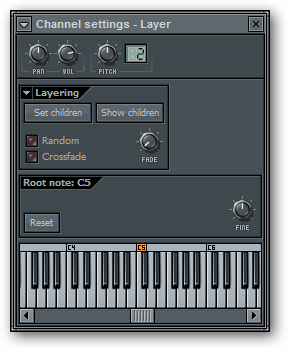 Channel settings - Layer
PAN VOL PITCH 2
Layering
Set children Show children
Random
Crossfade
FADE
Root note: C5
Reset
FINE
C4 C5 C6